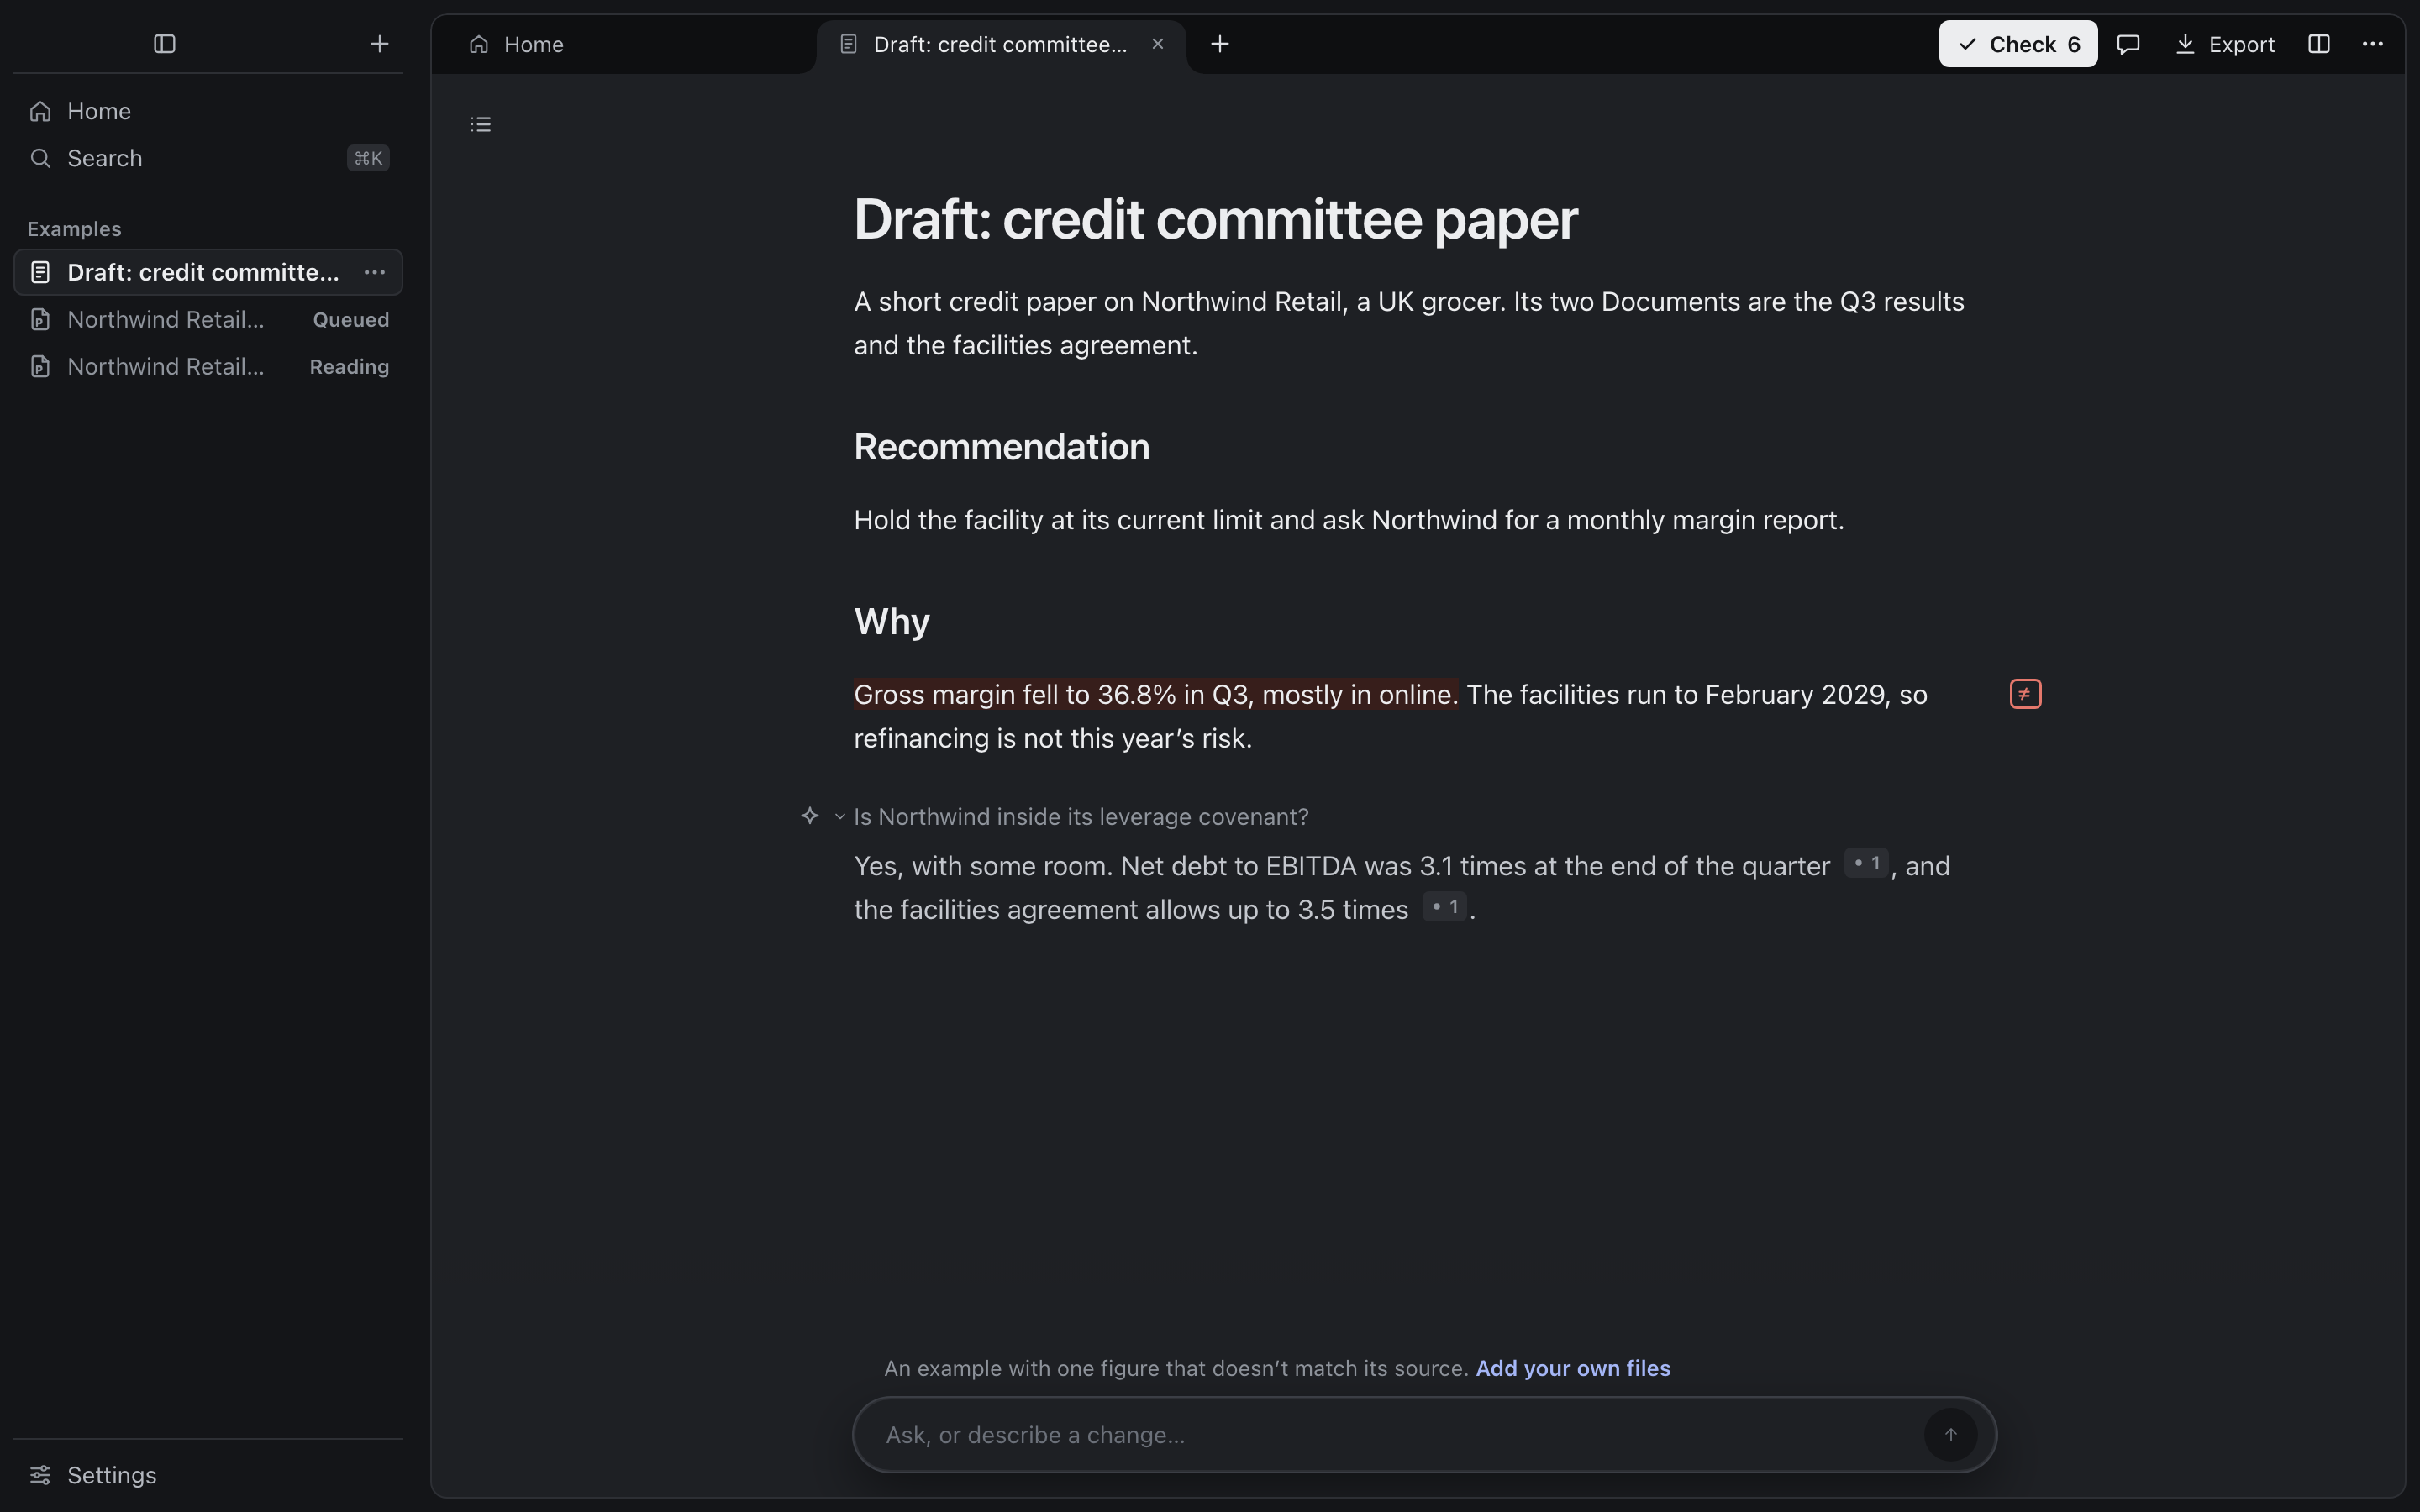 Home
Search
⌘K
Examples
Draft: credit committe...
Northwind Retail...
Queued
Northwind Retail...
Reading
Settings
Home
Draft: credit committee...
Check 6
Export
Draft: credit committee paper
A short credit paper on Northwind Retail, a UK grocer. Its two Documents are the Q3 results
and the facilities agreement.
Recommendation
Hold the facility at its current limit and ask Northwind for a monthly margin report.
Why
Gross margin fell to 36.8% in Q3, mostly in online. The facilities run to February 2029, so
≠
refinancing is not this year’s risk.
Is Northwind inside its leverage covenant?
Yes, with some room. Net debt to EBITDA was 3.1 times at the end of the quarter • 1, and
the facilities agreement allows up to 3.5 times • 1.
An example with one figure that doesn’t match its source. Add your own files
Ask, or describe a change...